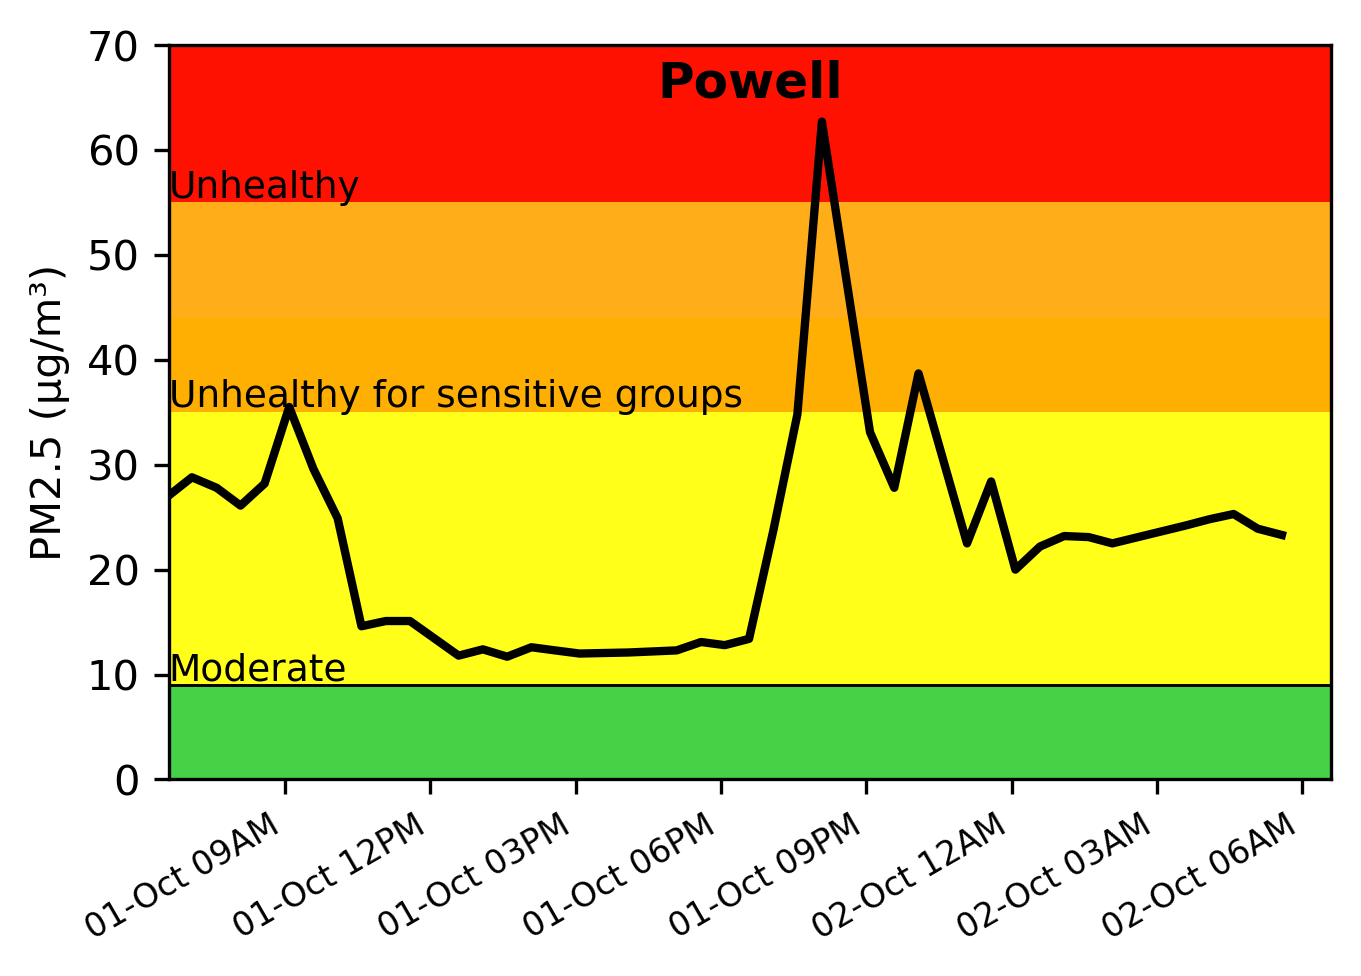 Powell
70
60
50
40
30
20
10
0
PM2.5 (µg/m³)
Unhealthy
Unhealthy for sensitive groups
Moderate
01-Oct 09AM
01-Oct 12PM
01-Oct 03PM
01-Oct 06PM
01-Oct 09PM
02-Oct 12AM
02-Oct 03AM
02-Oct 06AM